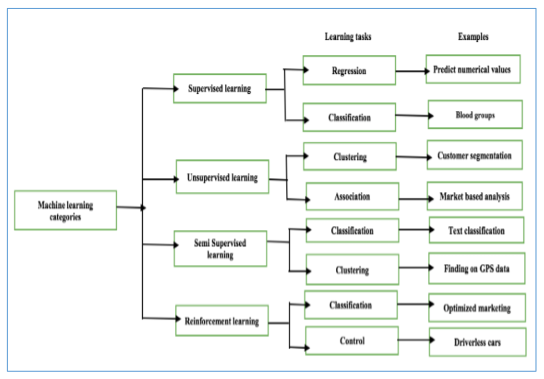 Learning tasks
Examples
Regression
Predict numerical values
Supervised learning
Classification
Blood groups
Clustering
Customer segmentation
Unsupervised learning
Association
Market based analysis
Machine learning
categories
Classification
Text classification
Semi Supervised
learning
Clustering
Finding on GPS data
Classification
Optimized marketing
Reinforcement learning
Control
Driverless cars